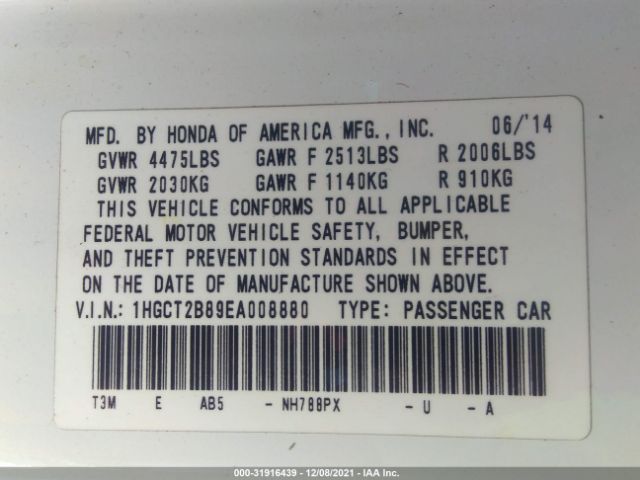 MFD. BY HONDA OF AMERICA MFG., INC. 06/'14
GVWR 4475LBS GAWR F 2513LBS R 2006LBS
GVWR 2030KG GAWR F 1140KG R 910KG
THIS VEHICLE CONFORMS TO ALL APPLICABLE
FEDERAL MOTOR VEHICLE SAFETY, BUMPER,
AND THEFT PREVENTION STANDARDS IN EFFECT
ON THE DATE OF MANUFACTURE SHOWN ABOVE.
V.I.N.: 1HGCT2B89EA008880 TYPE: PASSENGER CAR
T3M E AB5 - NH788PX - U - A
000-31916439 - 12/08/2021 - IAA Inc.